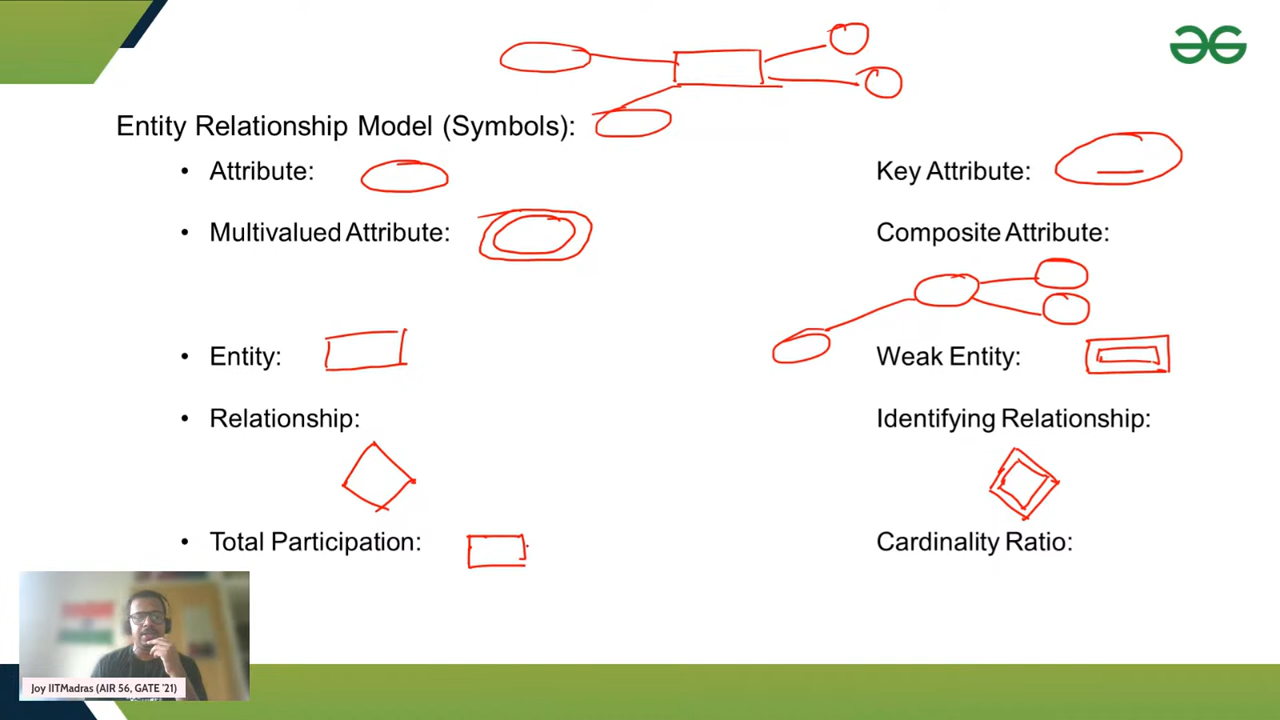 Entity Relationship Model (Symbols):
• Attribute:
Key Attribute:
• Multivalued Attribute:
Composite Attribute:
• Entity:
Weak Entity:
• Relationship:
Identifying Relationship:
• Total Participation:
Cardinality Ratio:
Joy IITMadras (AIR 56, GATE '21)